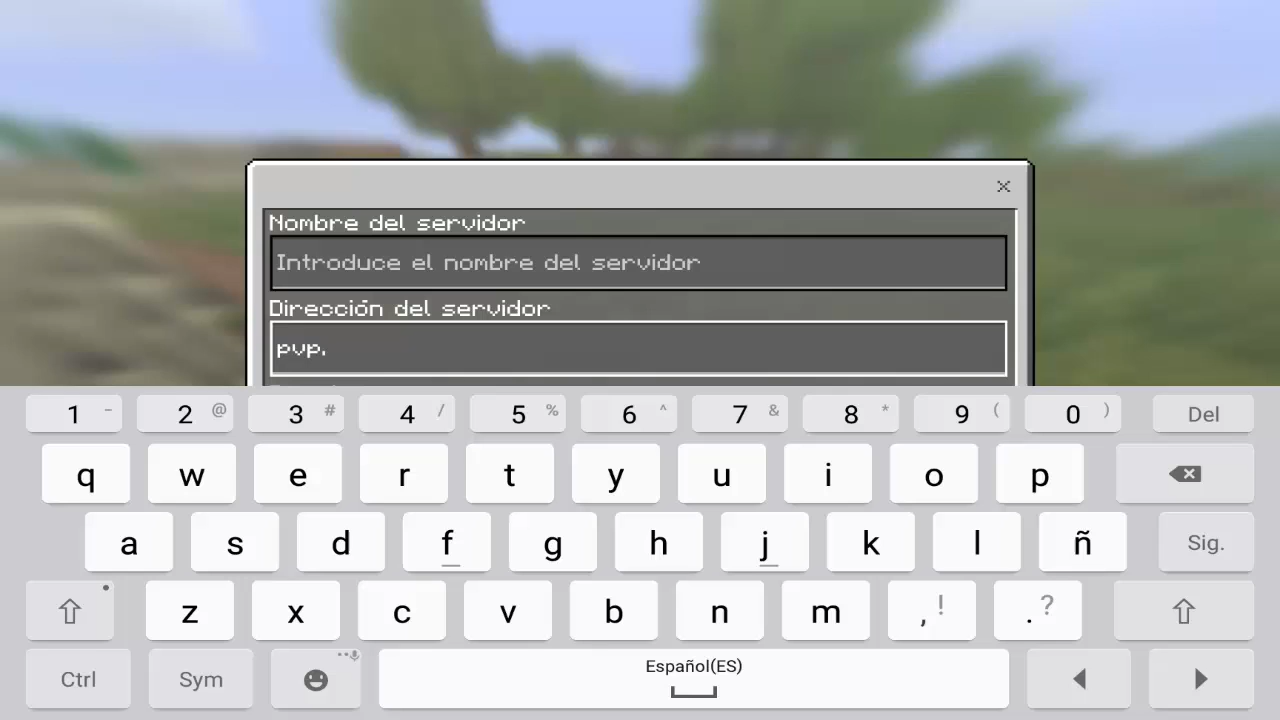 Nombre del servidor
Introduce el nombre del servidor
Dirección del servidor
pvp.
1 - 2 @ 3 # 4 / 5 % 6 ^ 7 & 8 * 9 ( 0 ) Del
q w e r t y u i o p
a s d f g h j k l ñ Sig.
z x c v b n m , ! . ?
Ctrl Sym Español(ES)